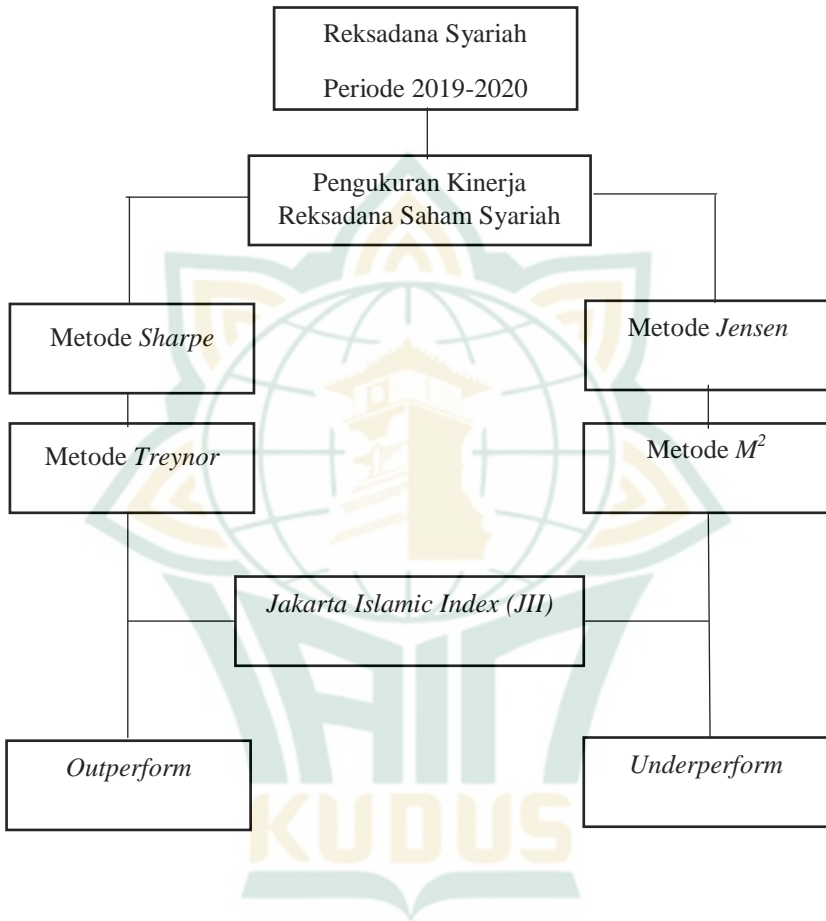 Reksadana Syariah
Periode 2019-2020
Pengukuran Kinerja
Reksadana Saham Syariah
Metode Sharpe
Metode Jensen
Metode Treynor
Metode M²
Jakarta Islamic Index (JII)
Outperform
Underperform
IAIN
KUDUS